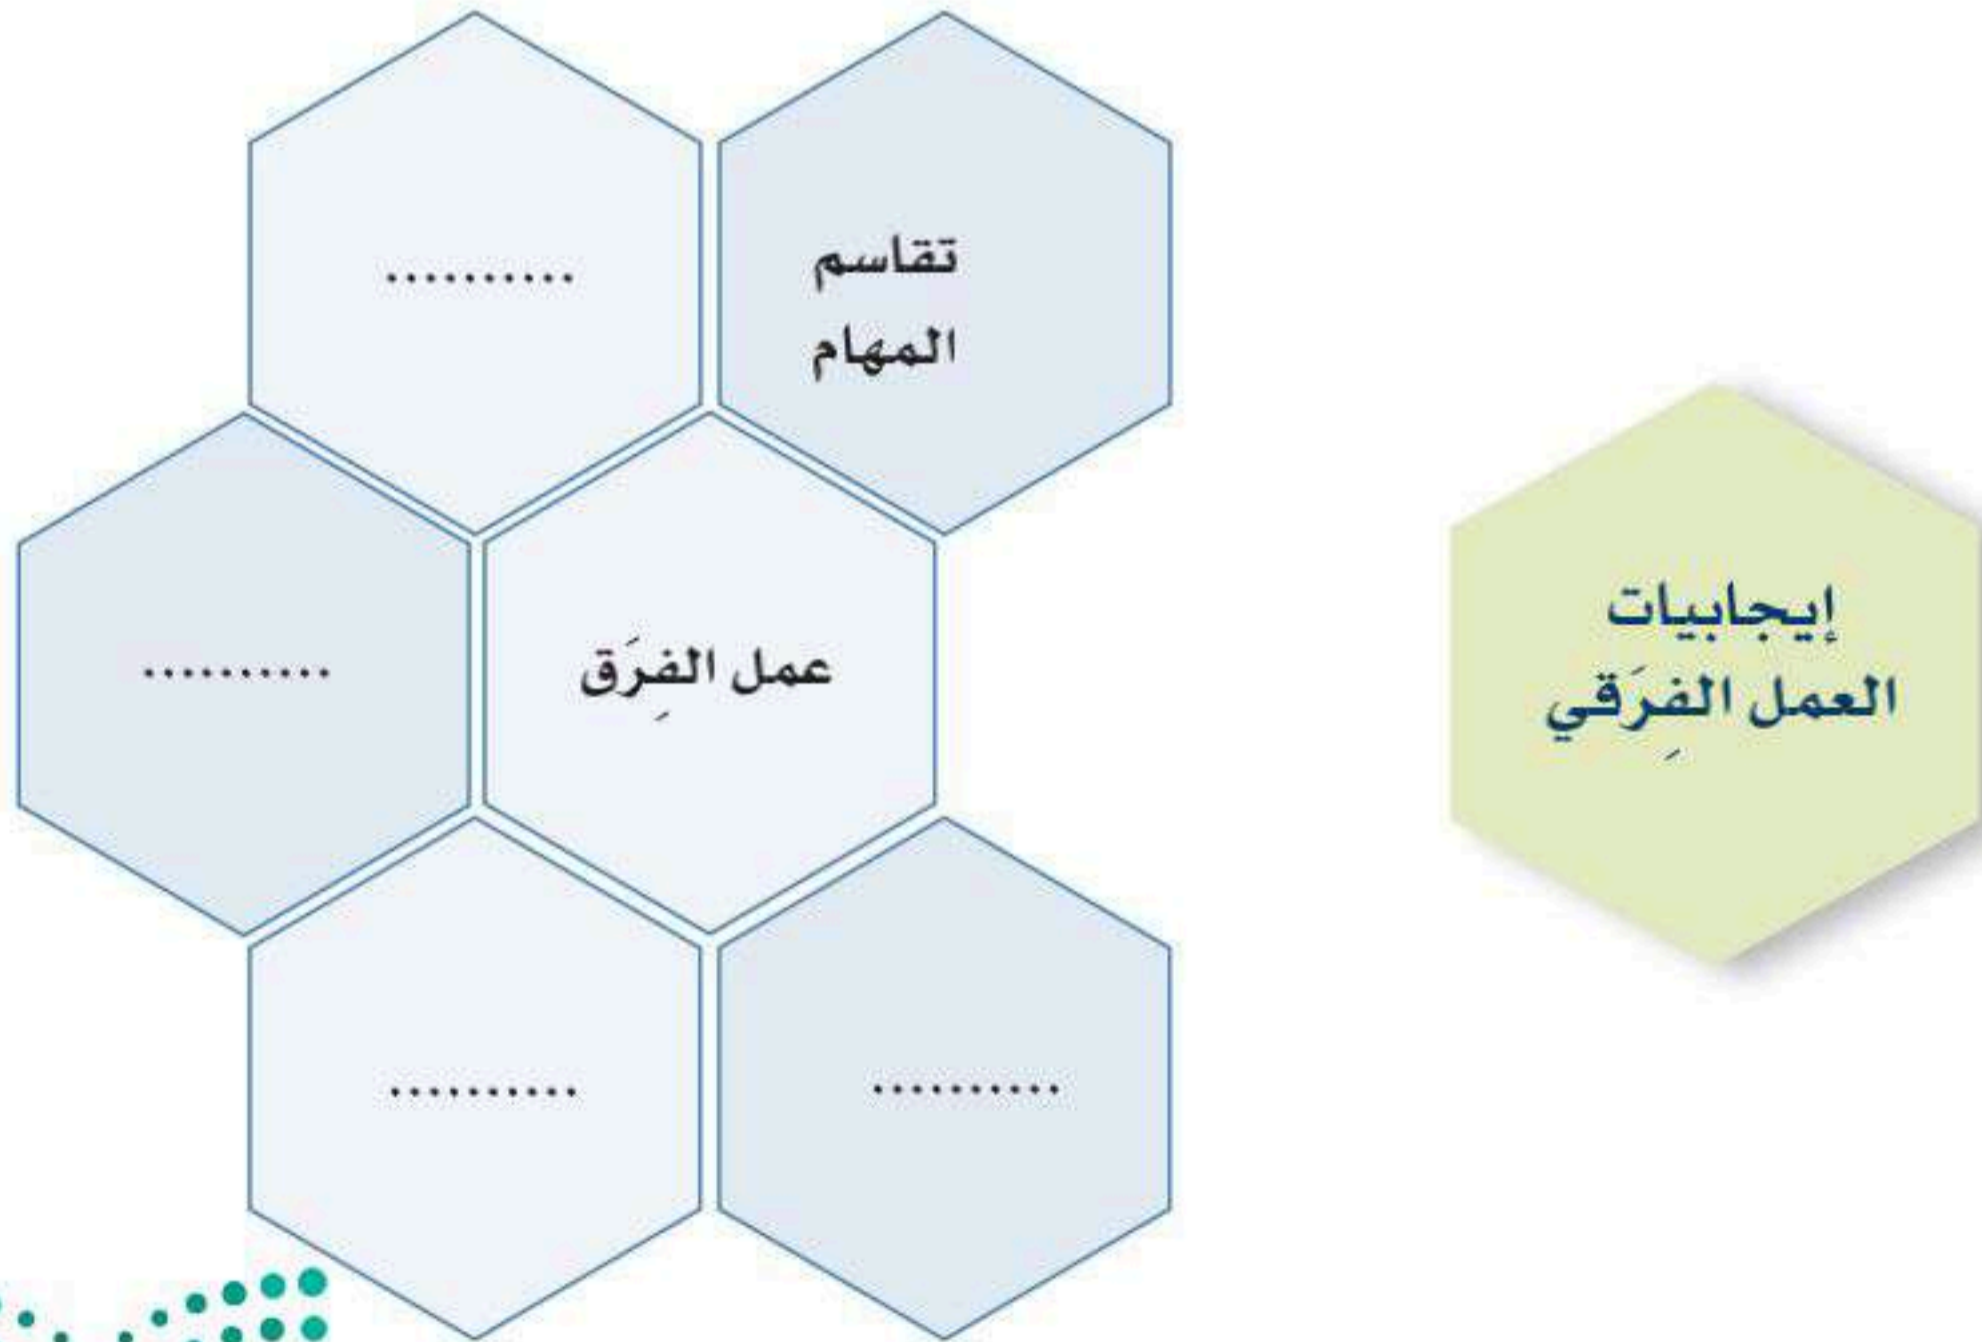 تقاسم
المهام
..........
عمل الفِرَق
..........
..........
..........
إيجابيات
العمل الفِرَقي